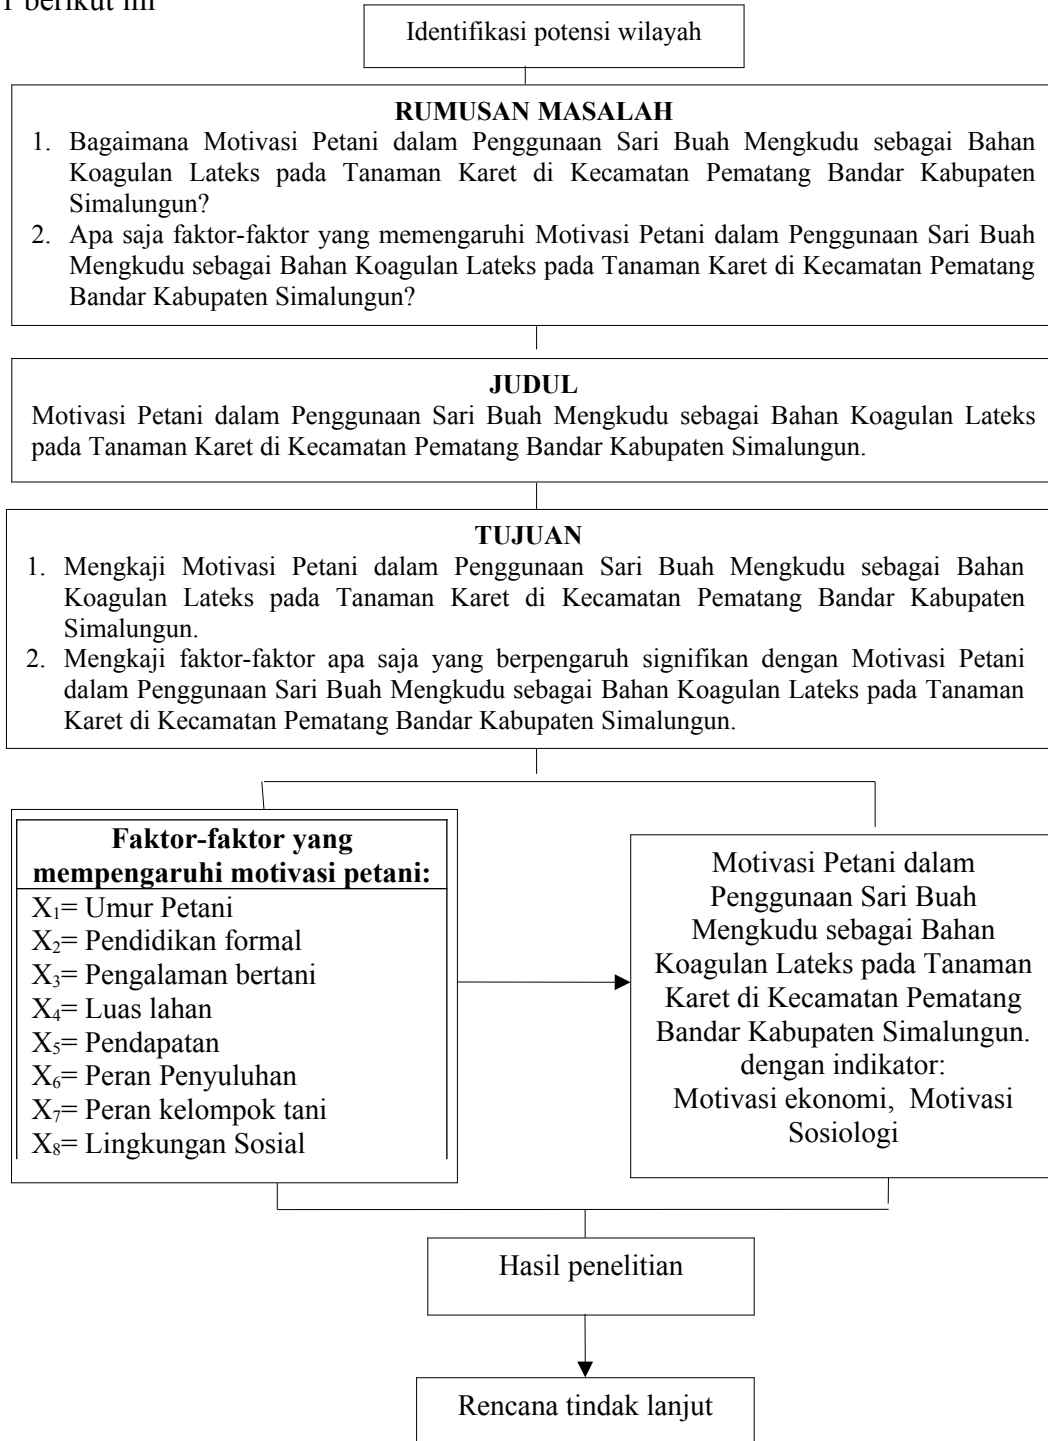 1 berikut ini
Identifikasi potensi wilayah
RUMUSAN MASALAH
1. Bagaimana Motivasi Petani dalam Penggunaan Sari Buah Mengkudu sebagai Bahan
Koagulan Lateks pada Tanaman Karet di Kecamatan Pematang Bandar Kabupaten
Simalungun?
2. Apa saja faktor-faktor yang memengaruhi Motivasi Petani dalam Penggunaan Sari Buah
Mengkudu sebagai Bahan Koagulan Lateks pada Tanaman Karet di Kecamatan Pematang
Bandar Kabupaten Simalungun?
JUDUL
Motivasi Petani dalam Penggunaan Sari Buah Mengkudu sebagai Bahan Koagulan Lateks
pada Tanaman Karet di Kecamatan Pematang Bandar Kabupaten Simalungun.
TUJUAN
1. Mengkaji Motivasi Petani dalam Penggunaan Sari Buah Mengkudu sebagai Bahan
Koagulan Lateks pada Tanaman Karet di Kecamatan Pematang Bandar Kabupaten
Simalungun.
2. Mengkaji faktor-faktor apa saja yang berpengaruh signifikan dengan Motivasi Petani
dalam Penggunaan Sari Buah Mengkudu sebagai Bahan Koagulan Lateks pada Tanaman
Karet di Kecamatan Pematang Bandar Kabupaten Simalungun.
Faktor-faktor yang
mempengaruhi motivasi petani:
X₁= Umur Petani
X₂= Pendidikan formal
X₃= Pengalaman bertani
X₄= Luas lahan
X₅= Pendapatan
X₆= Peran Penyuluhan
X₇= Peran kelompok tani
X₈= Lingkungan Sosial
Motivasi Petani dalam
Penggunaan Sari Buah
Mengkudu sebagai Bahan
Koagulan Lateks pada Tanaman
Karet di Kecamatan Pematang
Bandar Kabupaten Simalungun.
dengan indikator:
Motivasi ekonomi, Motivasi
Sosiologi
Hasil penelitian
Rencana tindak lanjut